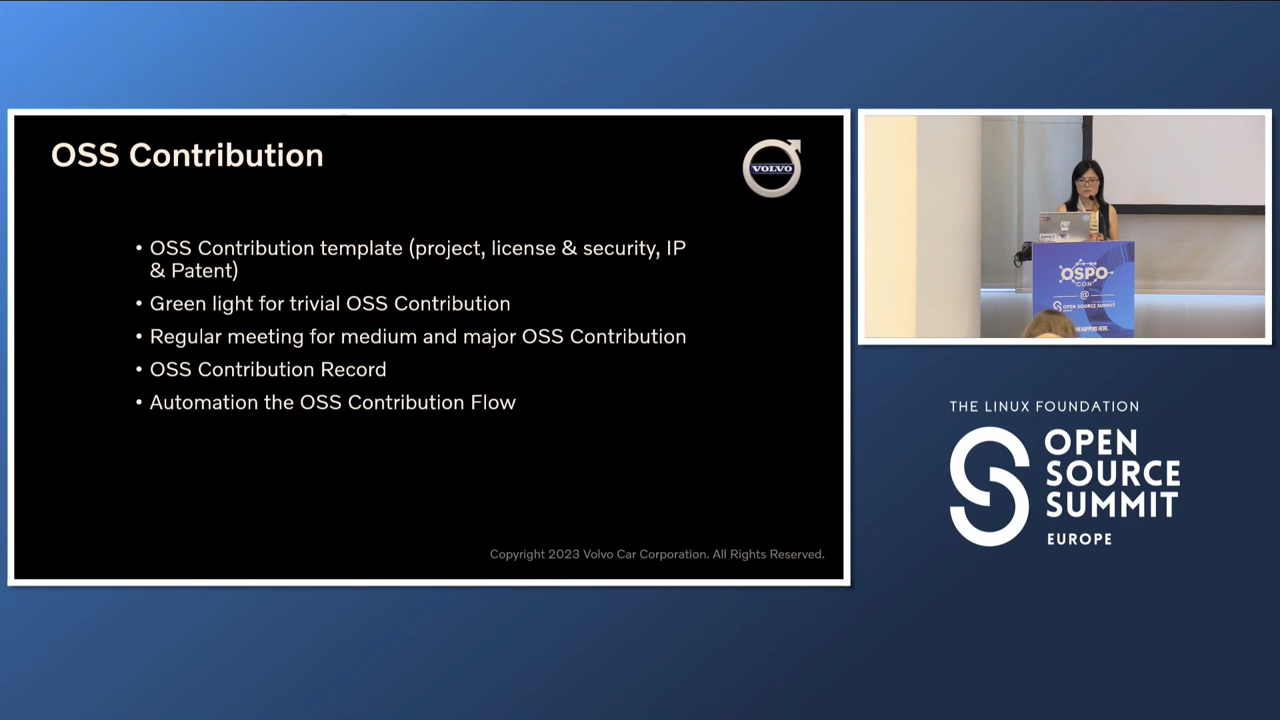 OSS Contribution
VOLVO
• OSS Contribution template (project, license & security, IP
& Patent)
• Green light for trivial OSS Contribution
• Regular meeting for medium and major OSS Contribution
• OSS Contribution Record
• Automation the OSS Contribution Flow
Copyright 2023 Volvo Car Corporation. All Rights Reserved.
OSPO
CON
@
OPEN SOURCE SUMMIT
HAPPENS HERE.
THE LINUX FOUNDATION
OPEN
SOURCE
SUMMIT
EUROPE